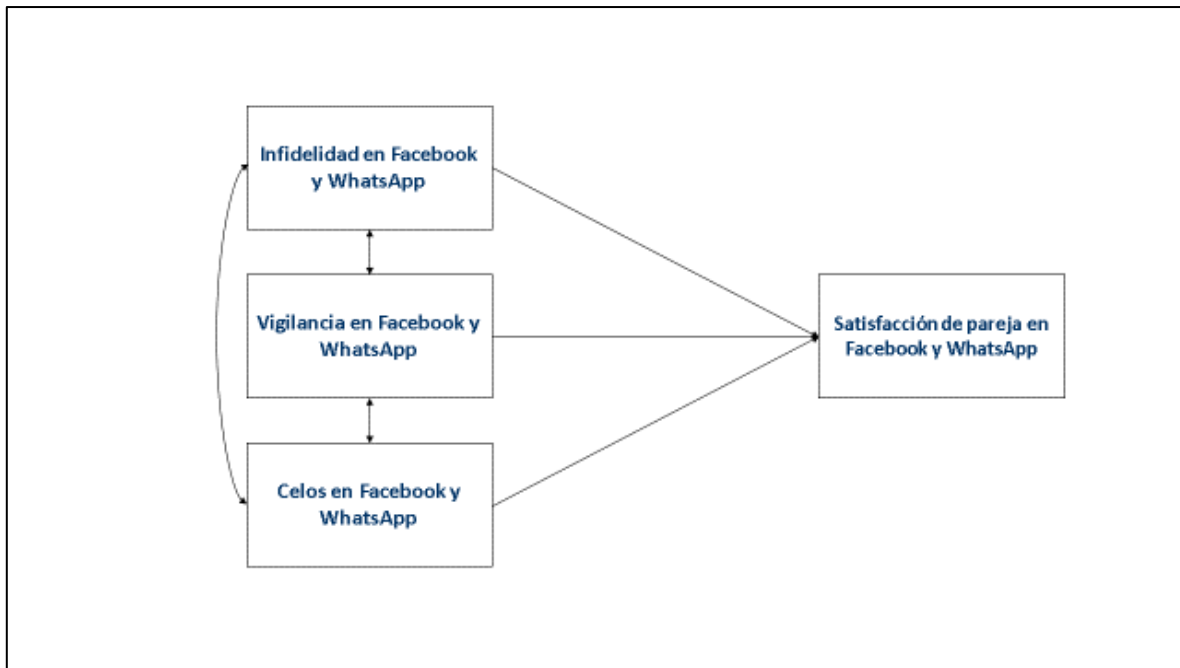 Infidelidad en Facebook
y WhatsApp
Vigilancia en Facebook y
WhatsApp
Celos en Facebook y
WhatsApp
Satisfacción de pareja en
Facebook y WhatsApp